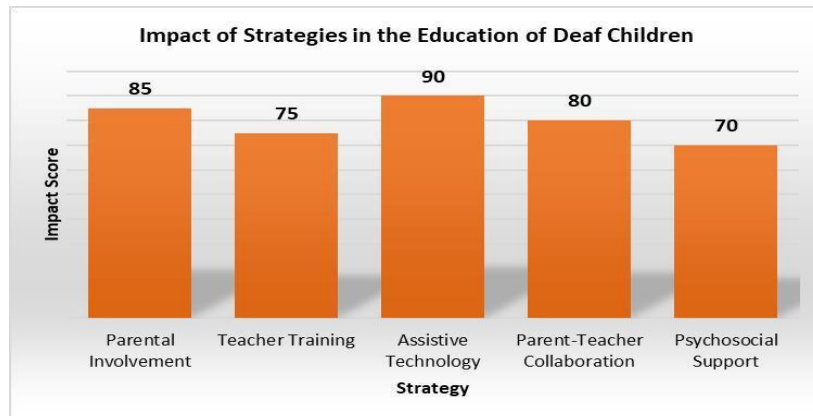 Impact of Strategies in the Education of Deaf Children
90
85
80
75
70
Impact Score
Parental
Involvement
Teacher Training
Assistive
Technology
Parent-Teacher
Collaboration
Psychosocial
Support
Strategy